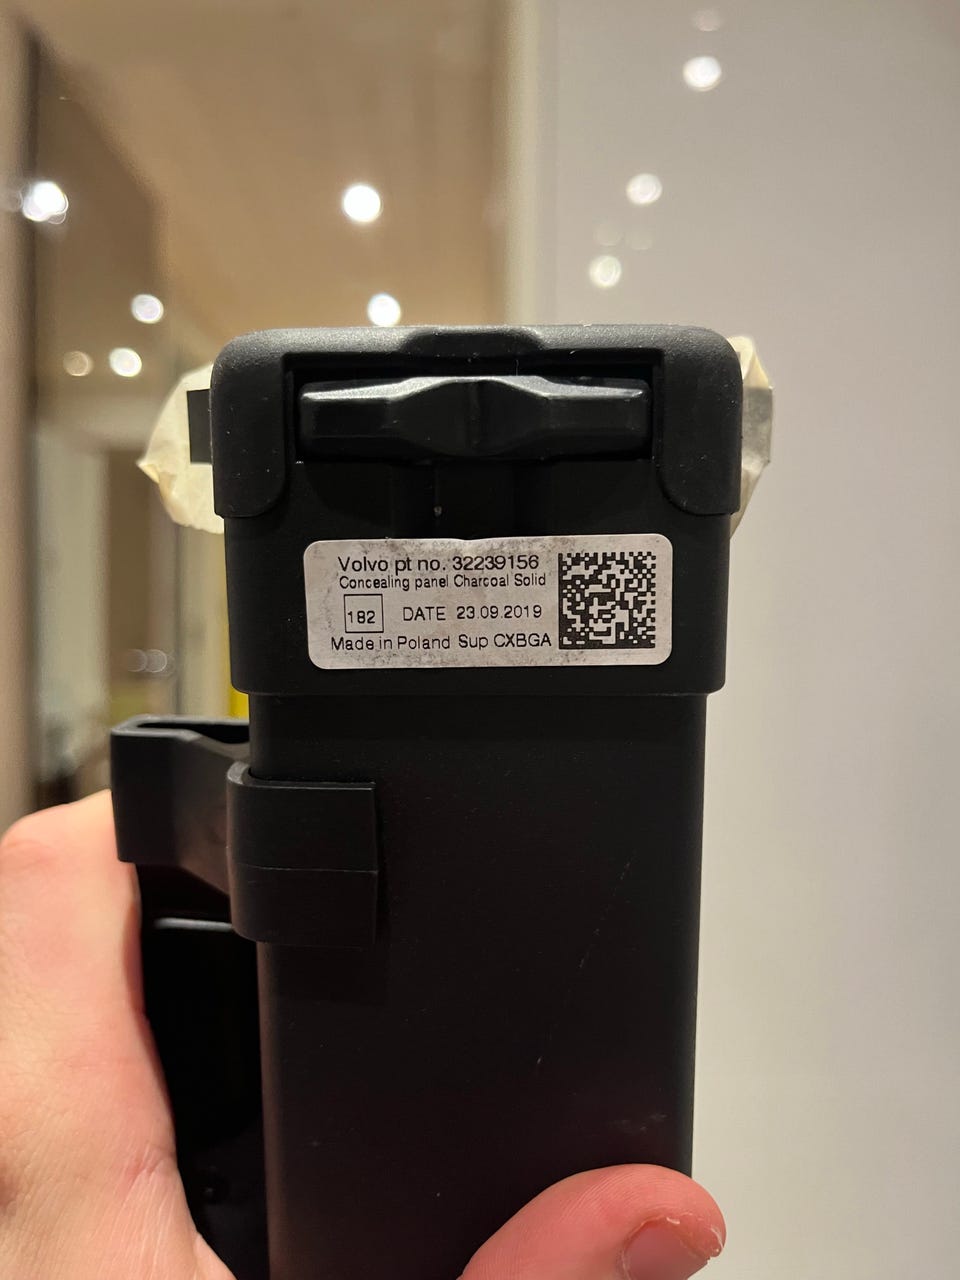 Volvo pt no. 32239156
Concealing panel Charcoal Solid
182 DATE 23.09.2019
Made in Poland Sup CXBGA